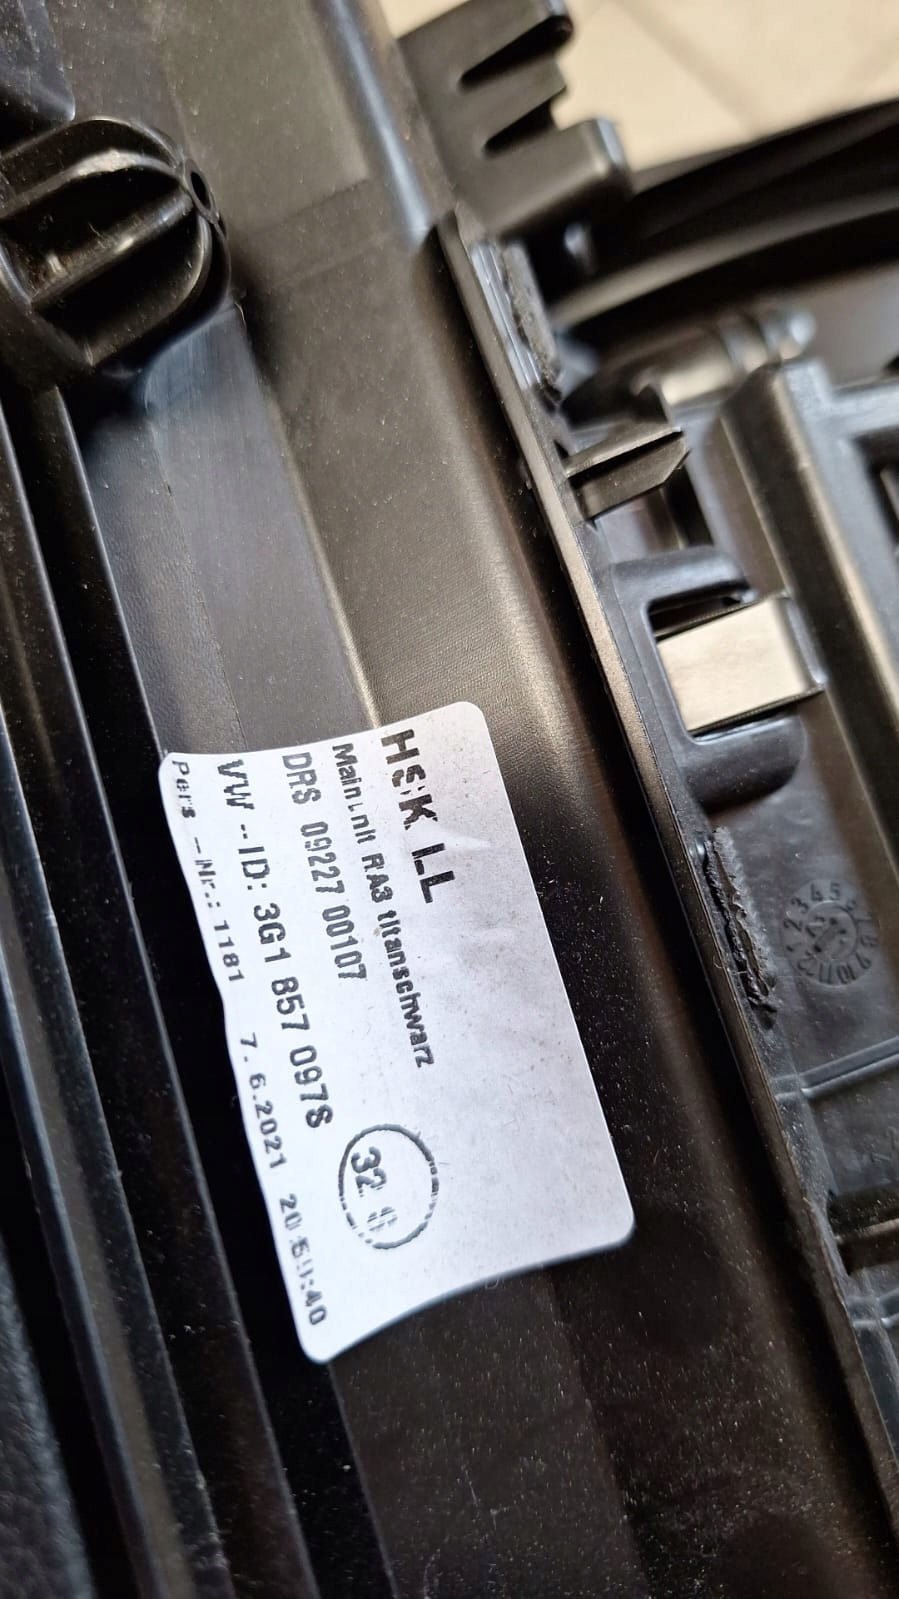 HSK LL
Mainunit RA3 titanschwarz
DRS 09227 00107
VW -ID: 3G1 857 097S
Pers -Nr.: 1181 7. 6.2021
32